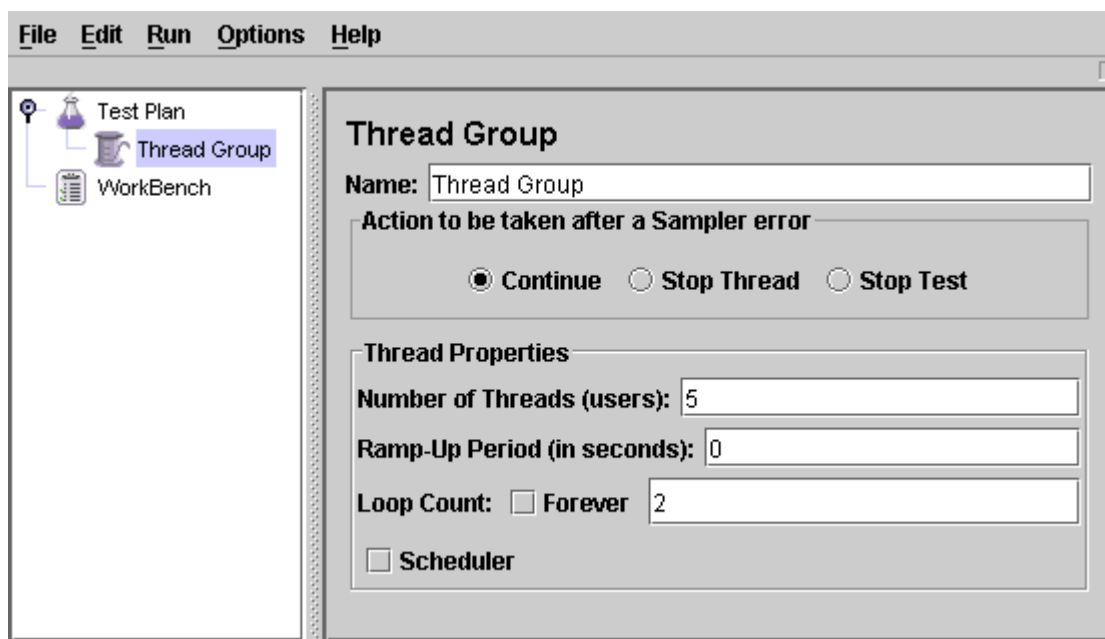 File Edit Run Options Help
Test Plan
Thread Group
WorkBench
Thread Group
Name: Thread Group
Action to be taken after a Sampler error
Continue Stop Thread Stop Test
Thread Properties
Number of Threads (users): 5
Ramp-Up Period (in seconds): 0
Loop Count: Forever 2
Scheduler